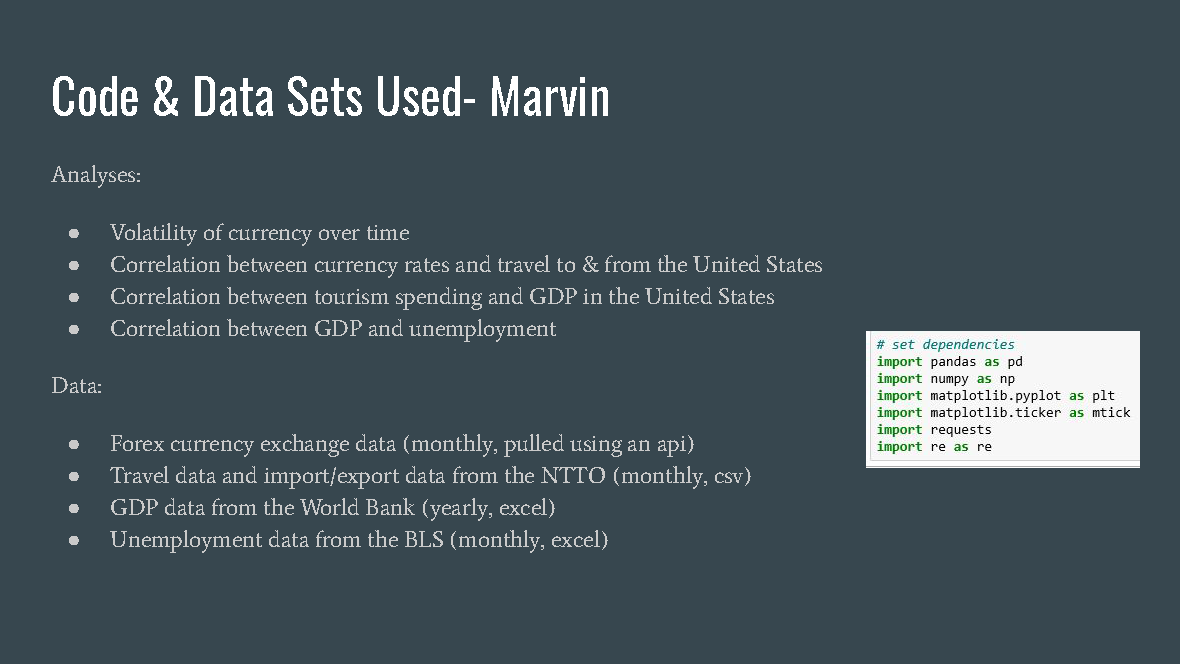 Code & Data Sets Used- Marvin
Analyses:
● Volatility of currency over time
● Correlation between currency rates and travel to & from the United States
● Correlation between tourism spending and GDP in the United States
● Correlation between GDP and unemployment
Data:
● Forex currency exchange data (monthly, pulled using an api)
● Travel data and import/export data from the NTTO (monthly, csv)
● GDP data from the World Bank (yearly, excel)
● Unemployment data from the BLS (monthly, excel)
# set dependencies
import pandas as pd
import numpy as np
import matplotlib.pyplot as plt
import matplotlib.ticker as mtick
import requests
import re as re